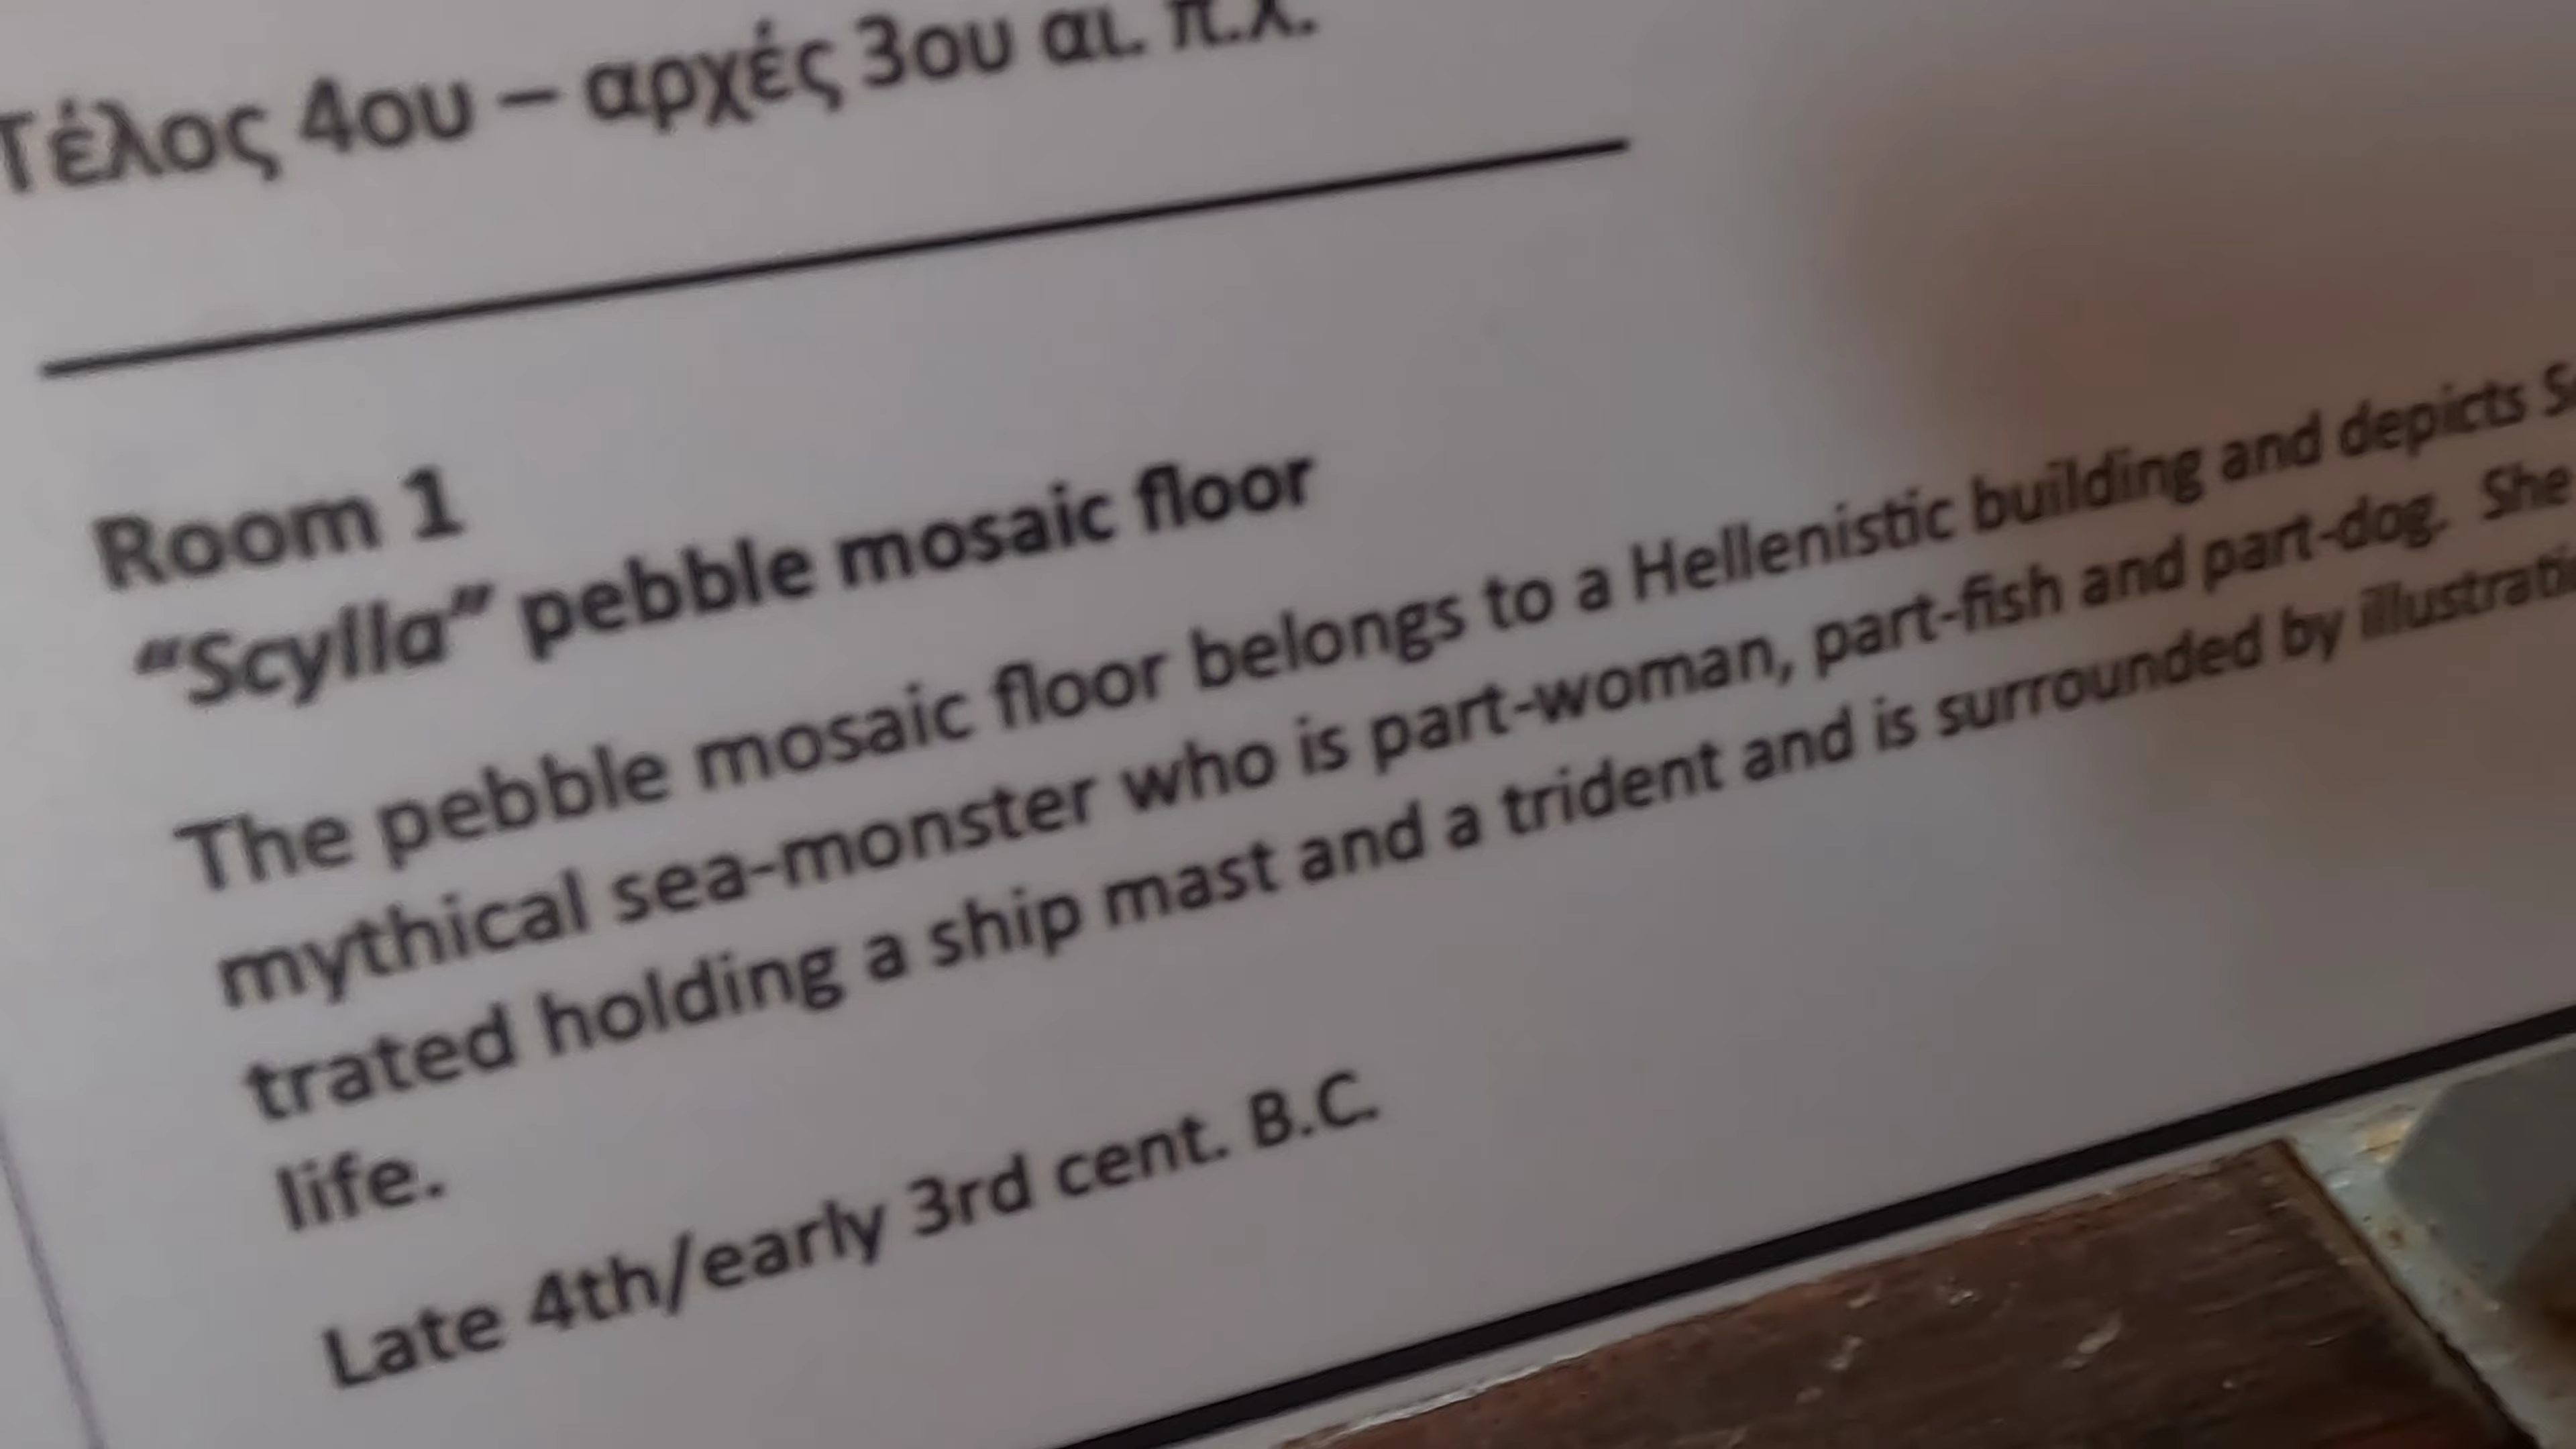 Τέλος 4ου – αρχές 3ου αι. π.Χ.
Room 1
“Scylla” pebble mosaic floor
The pebble mosaic floor belongs to a Hellenistic building and depicts
mythical sea-monster who is part-woman, part-fish and part-dog. She
trated holding a ship mast and a trident and is surrounded by
life.
Late 4th/early 3rd cent. B.C.